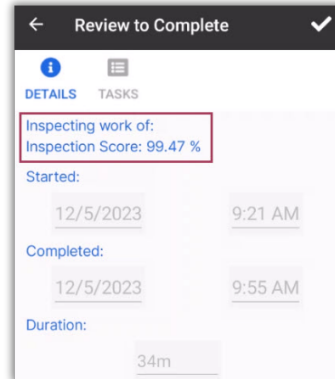 Review to Complete
DETAILS TASKS
Inspecting work of:
Inspection Score: 99.47 %
Started:
12/5/2023 9:21 AM
Completed:
12/5/2023 9:55 AM
Duration:
34m